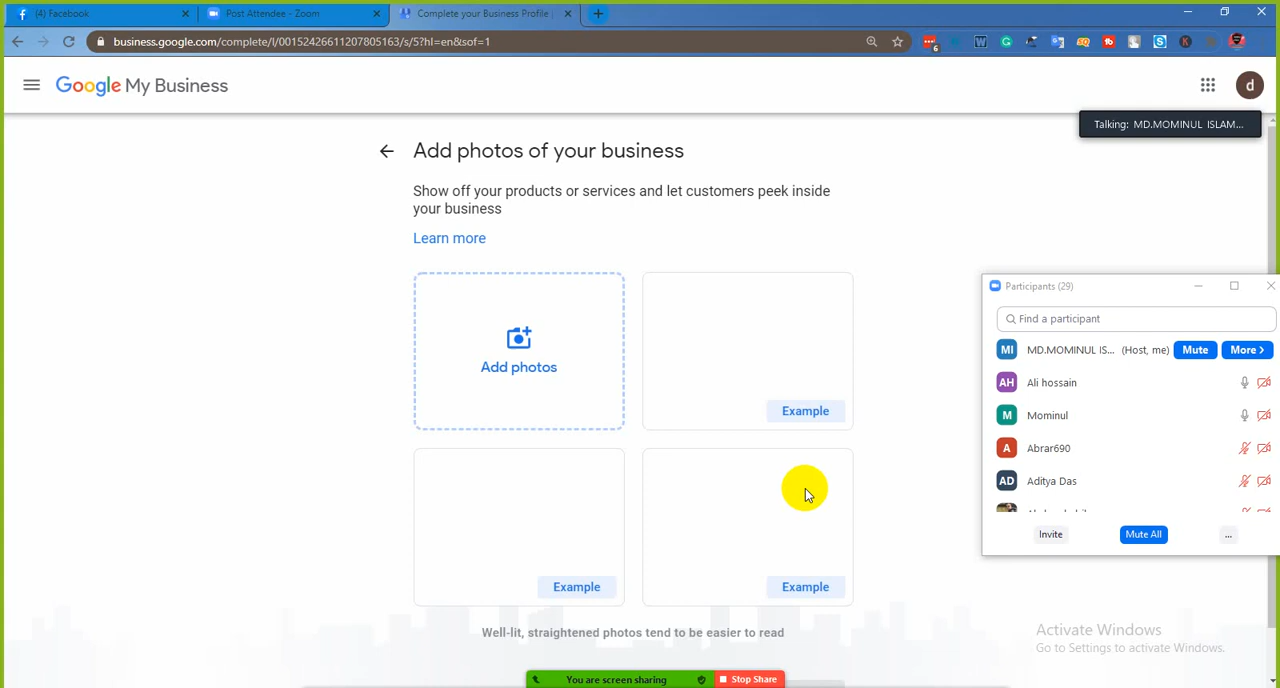 (4) Facebook
Post Attendee - Zoom
Complete your Business Profile
business.google.com/complete/l/00152426611207805163/s/5?hl=en&sof=1
6
Google My Business
d
Talking: MD.MOMINUL ISLAM...
Add photos of your business
Show off your products or services and let customers peek inside
your business
Learn more
Add photos
Example
Example
Example
Well-lit, straightened photos tend to be easier to read
Participants (29)
Find a participant
MI MD.MOMINUL IS... (Host, me) Mute More >
AH Ali hossain
M Mominul
A Abrar690
AD Aditya Das
Invite Mute All ...
Activate Windows
Go to Settings to activate Windows.
You are screen sharing Stop Share